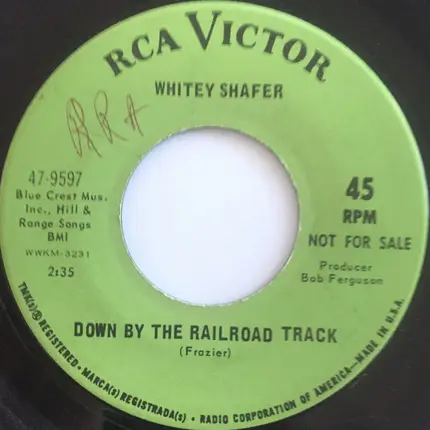 RCA VICTOR
WHITEY SHAFER
47-9597
Blue Crest Mus.
Inc., Hill &
Range Songs
BMI
WWKM-3231
2:35
45
RPM
NOT FOR SALE
Producer
Bob Ferguson
DOWN BY THE RAILROAD TRACK
(Frazier)
TMK(s) ® REGISTERED • MARCA(s) REGISTRADA(s) • RADIO CORPORATION OF AMERICA—MADE IN U.S.A.